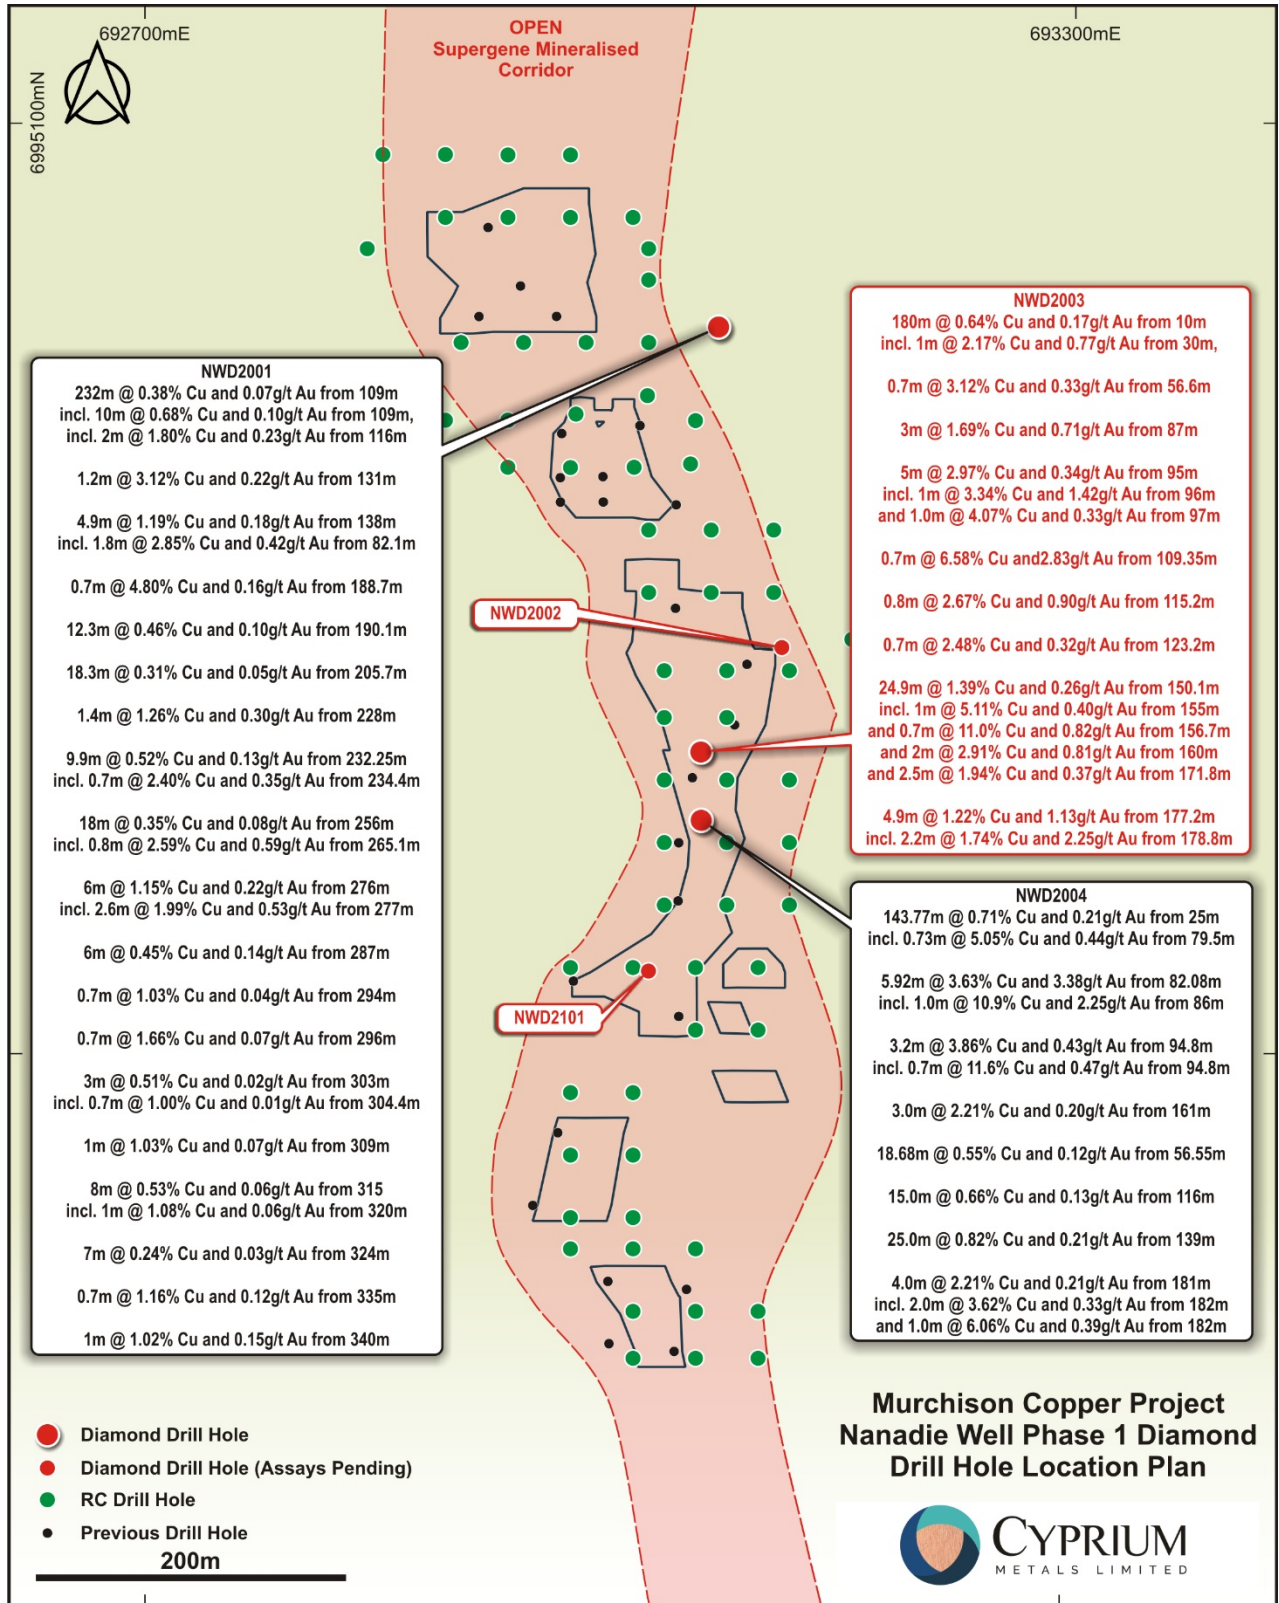 692700mE
693300mE
6995100mN
OPEN
Supergene Mineralised
Corridor
NWD2001
232m @ 0.38% Cu and 0.07g/t Au from 109m
incl. 10m @ 0.68% Cu and 0.10g/t Au from 109m,
incl. 2m @ 1.80% Cu and 0.23g/t Au from 116m
1.2m @ 3.12% Cu and 0.22g/t Au from 131m
4.9m @ 1.19% Cu and 0.18g/t Au from 138m
incl. 1.8m @ 2.85% Cu and 0.42g/t Au from 82.1m
0.7m @ 4.80% Cu and 0.16g/t Au from 188.7m
12.3m @ 0.46% Cu and 0.10g/t Au from 190.1m
18.3m @ 0.31% Cu and 0.05g/t Au from 205.7m
1.4m @ 1.26% Cu and 0.30g/t Au from 228m
9.9m @ 0.52% Cu and 0.13g/t Au from 232.25m
incl. 0.7m @ 2.40% Cu and 0.35g/t Au from 234.4m
18m @ 0.35% Cu and 0.08g/t Au from 256m
incl. 0.8m @ 2.59% Cu and 0.59g/t Au from 265.1m
6m @ 1.15% Cu and 0.22g/t Au from 276m
incl. 2.6m @ 1.99% Cu and 0.53g/t Au from 277m
6m @ 0.45% Cu and 0.14g/t Au from 287m
0.7m @ 1.03% Cu and 0.04g/t Au from 294m
0.7m @ 1.66% Cu and 0.07g/t Au from 296m
3m @ 0.51% Cu and 0.02g/t Au from 303m
incl. 0.7m @ 1.00% Cu and 0.01g/t Au from 304.4m
1m @ 1.03% Cu and 0.07g/t Au from 309m
8m @ 0.53% Cu and 0.06g/t Au from 315
incl. 1m @ 1.08% Cu and 0.06g/t Au from 320m
7m @ 0.24% Cu and 0.03g/t Au from 324m
0.7m @ 1.16% Cu and 0.12g/t Au from 335m
1m @ 1.02% Cu and 0.15g/t Au from 340m
NWD2002
NWD2101
NWD2003
180m @ 0.64% Cu and 0.17g/t Au from 10m
incl. 1m @ 2.17% Cu and 0.77g/t Au from 30m,
0.7m @ 3.12% Cu and 0.33g/t Au from 56.6m
3m @ 1.69% Cu and 0.71g/t Au from 87m
5m @ 2.97% Cu and 0.34g/t Au from 95m
incl. 1m @ 3.34% Cu and 1.42g/t Au from 96m
and 1.0m @ 4.07% Cu and 0.33g/t Au from 97m
0.7m @ 6.58% Cu and2.83g/t Au from 109.35m
0.8m @ 2.67% Cu and 0.90g/t Au from 115.2m
0.7m @ 2.48% Cu and 0.32g/t Au from 123.2m
24.9m @ 1.39% Cu and 0.26g/t Au from 150.1m
incl. 1m @ 5.11% Cu and 0.40g/t Au from 155m
and 0.7m @ 11.0% Cu and 0.82g/t Au from 156.7m
and 2m @ 2.91% Cu and 0.81g/t Au from 160m
and 2.5m @ 1.94% Cu and 0.37g/t Au from 171.8m
4.9m @ 1.22% Cu and 1.13g/t Au from 177.2m
incl. 2.2m @ 1.74% Cu and 2.25g/t Au from 178.8m
NWD2004
143.77m @ 0.71% Cu and 0.21g/t Au from 25m
incl. 0.73m @ 5.05% Cu and 0.44g/t Au from 79.5m
5.92m @ 3.63% Cu and 3.38g/t Au from 82.08m
incl. 1.0m @ 10.9% Cu and 2.25g/t Au from 86m
3.2m @ 3.86% Cu and 0.43g/t Au from 94.8m
incl. 0.7m @ 11.6% Cu and 0.47g/t Au from 94.8m
3.0m @ 2.21% Cu and 0.20g/t Au from 161m
18.68m @ 0.55% Cu and 0.12g/t Au from 56.55m
15.0m @ 0.66% Cu and 0.13g/t Au from 116m
25.0m @ 0.82% Cu and 0.21g/t Au from 139m
4.0m @ 2.21% Cu and 0.21g/t Au from 181m
incl. 2.0m @ 3.62% Cu and 0.33g/t Au from 182m
and 1.0m @ 6.06% Cu and 0.39g/t Au from 182m
Diamond Drill Hole
Diamond Drill Hole (Assays Pending)
RC Drill Hole
Previous Drill Hole
200m
Murchison Copper Project
Nanadie Well Phase 1 Diamond
Drill Hole Location Plan
CYPRIUM
METALS LIMITED